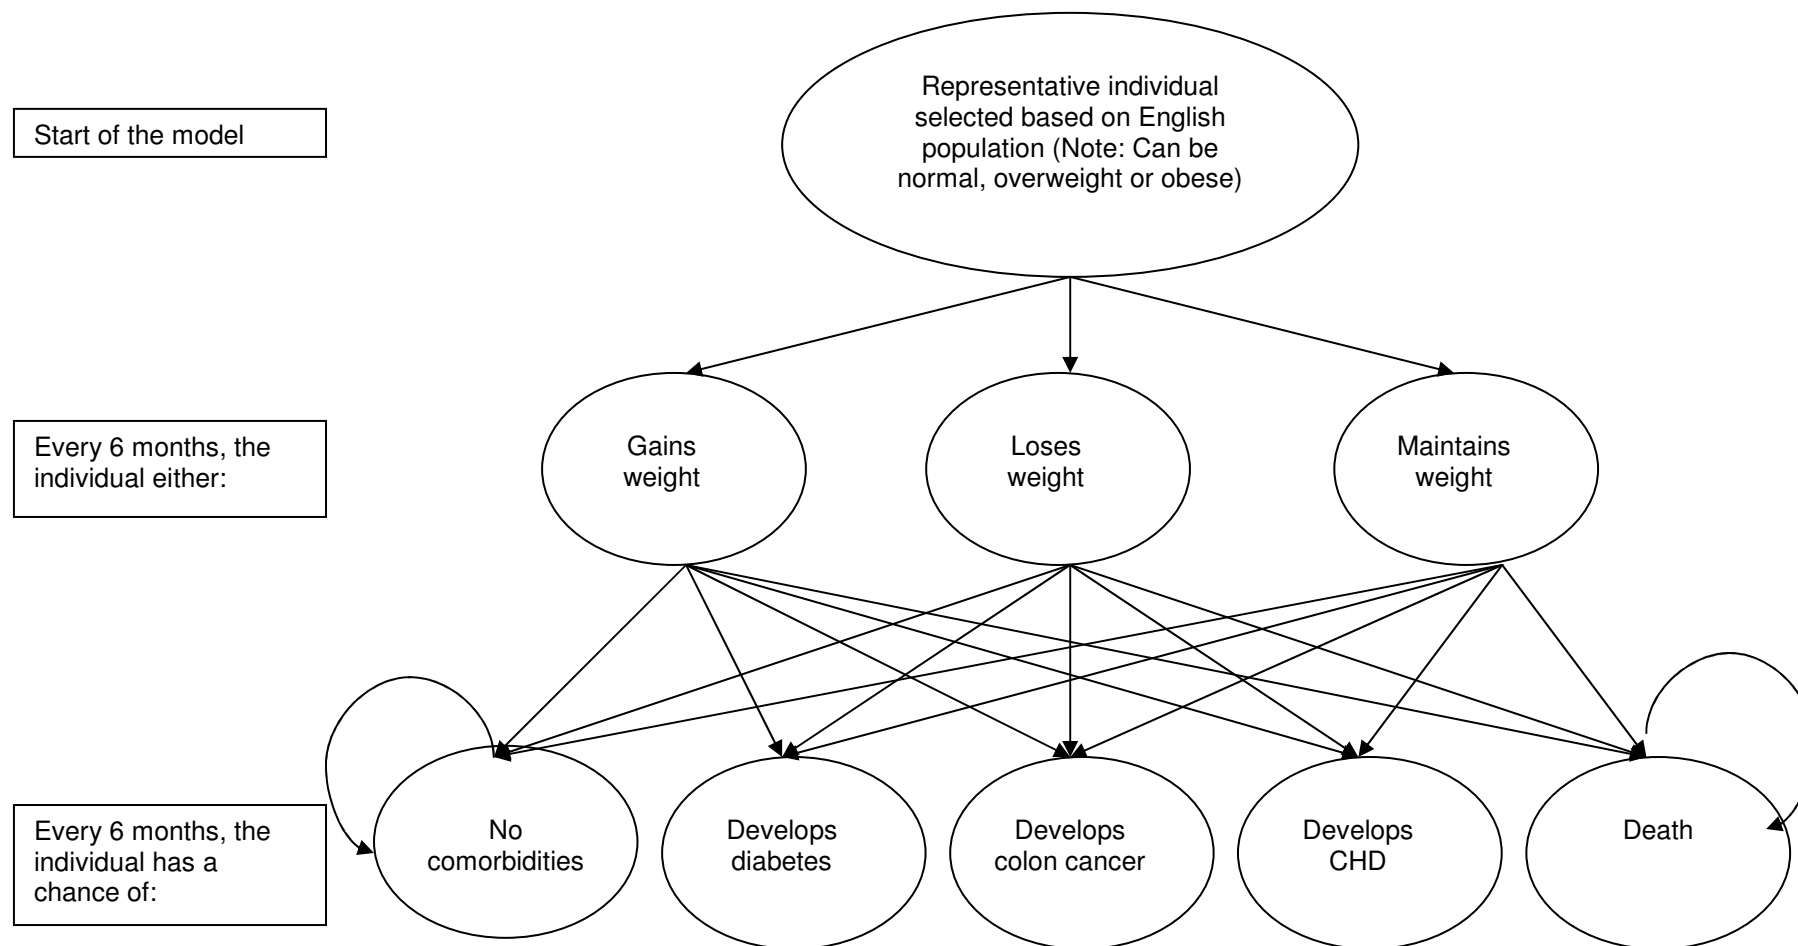 Start of the model
Representative individual
selected based on English
population (Note: Can be
normal, overweight or obese)
Every 6 months, the
individual either:
Gains
weight
Loses
weight
Maintains
weight
Every 6 months, the
individual has a
chance of:
No
comorbidities
Develops
diabetes
Develops
colon cancer
Develops
CHD
Death